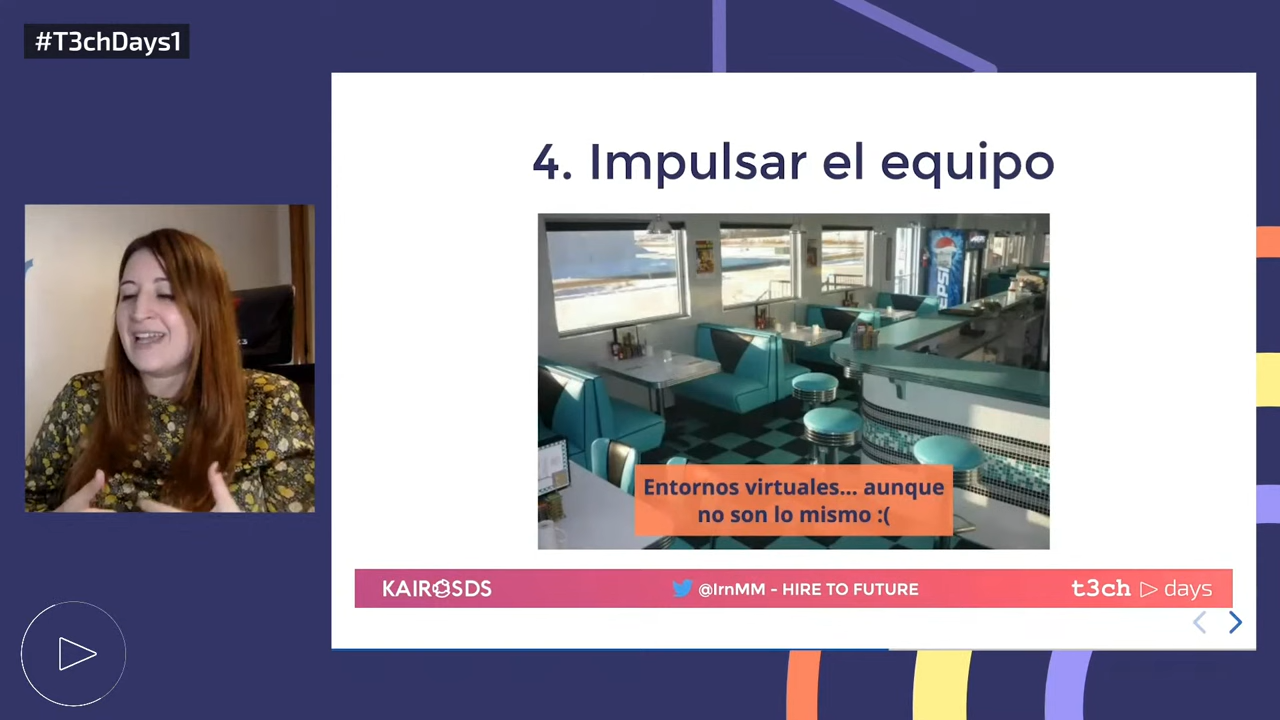 #T3chDays1
4. Impulsar el equipo
PEPSI
Entornos virtuales... aunque
no son lo mismo :(
KAIROSDS
@IrnMM - HIRE TO FUTURE
t3ch days